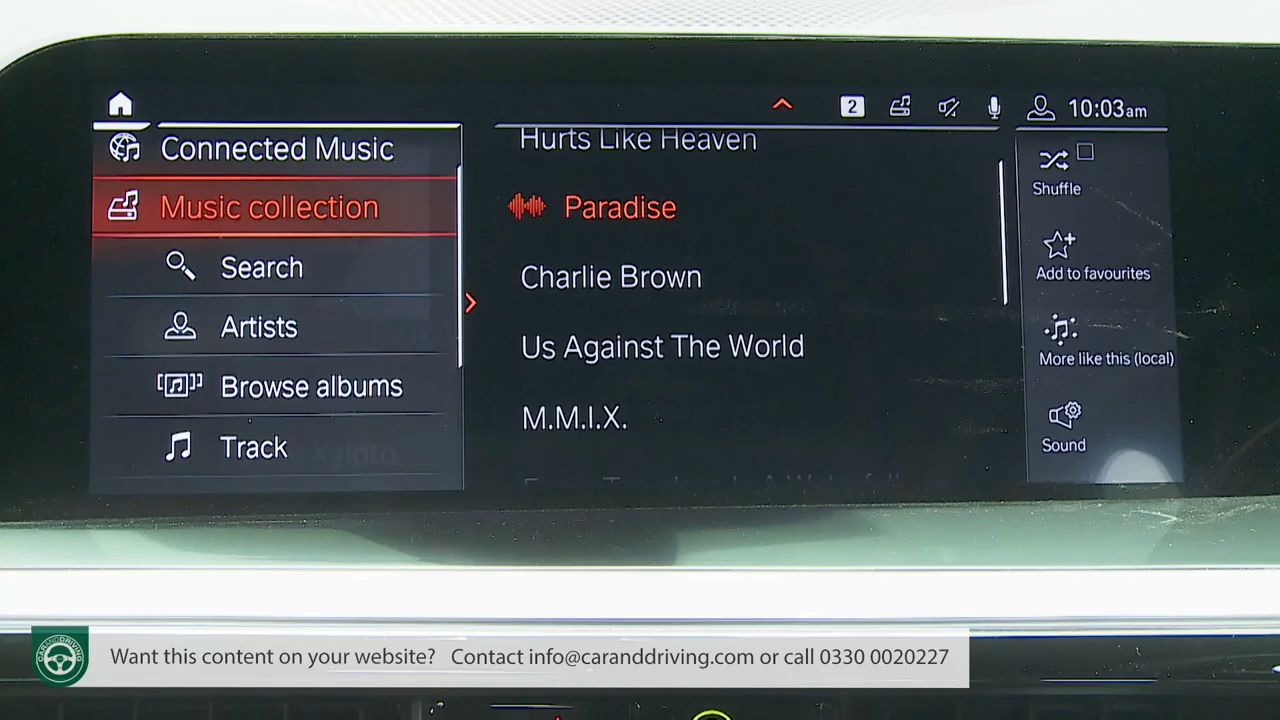 2
10:03am
Connected Music
Music collection
Search
Artists
Browse albums
Track
Hurts Like Heaven
Paradise
Charlie Brown
Us Against The World
M.M.I.X.
Shuffle
Add to favourites
More like this (local)
Sound
CARANDDRIVING
Want this content on your website? Contact info@caranddriving.com or call 0330 0020227